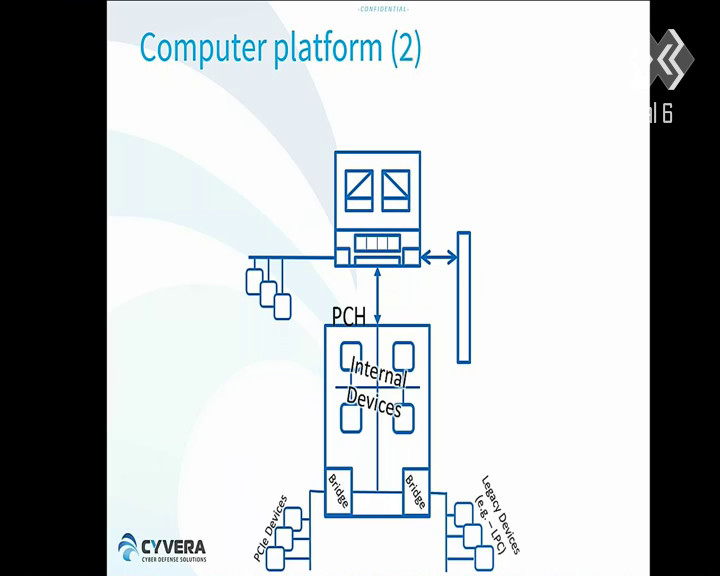 -CONFIDENTIAL-
Computer platform (2)
al 6
PCH
Internal
Devices
Bridge
Bridge
PCIe Devices
Legacy Devices
(e.g. – LPC)
CYVERA
CYBER DEFENSE SOLUTIONS